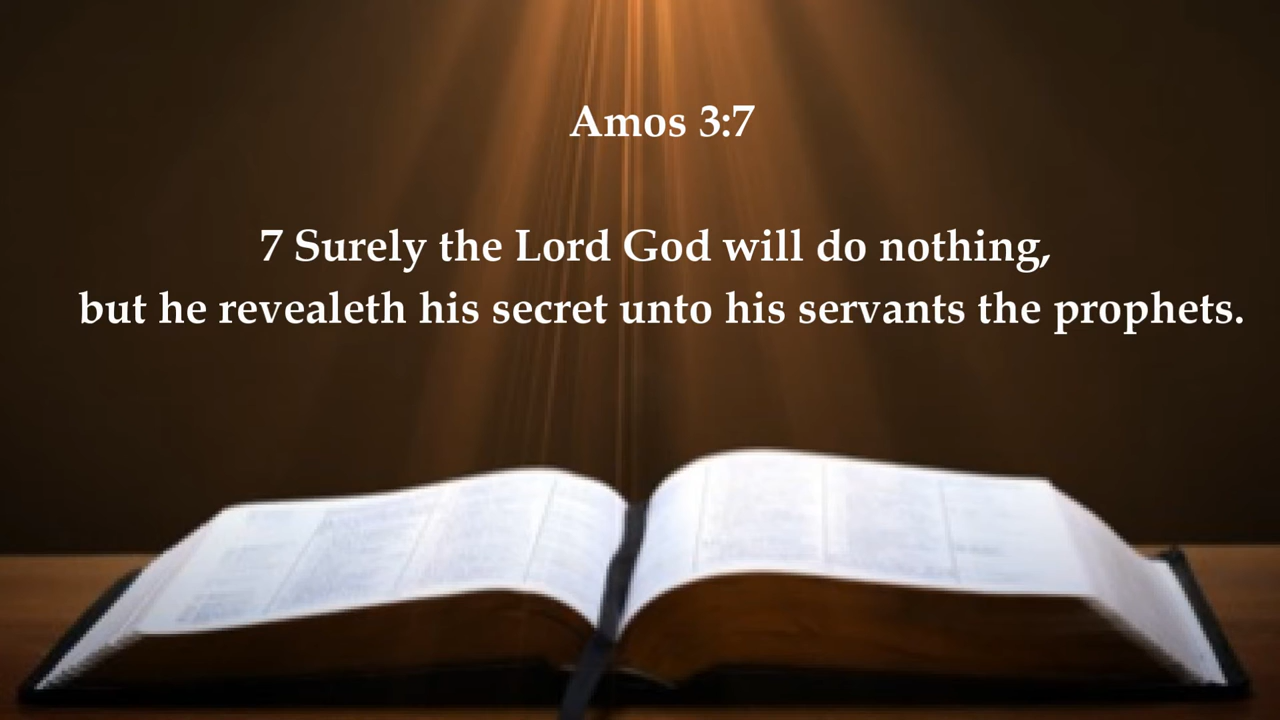 Amos 3:7
7 Surely the Lord God will do nothing,
but he revealeth his secret unto his servants the prophets.